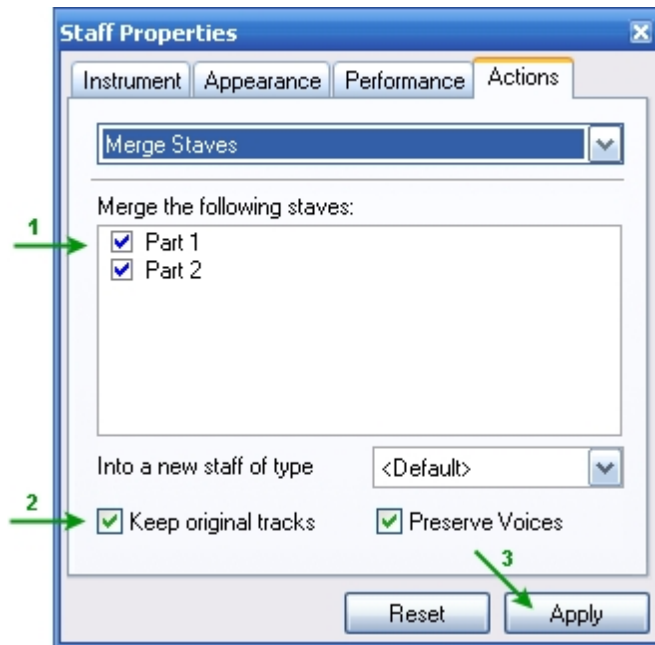 Staff Properties
Instrument Appearance Performance Actions
Merge Staves
Merge the following staves:
1
Part 1
Part 2
Into a new staff of type <Default>
2
Keep original tracks Preserve Voices
3
Reset Apply